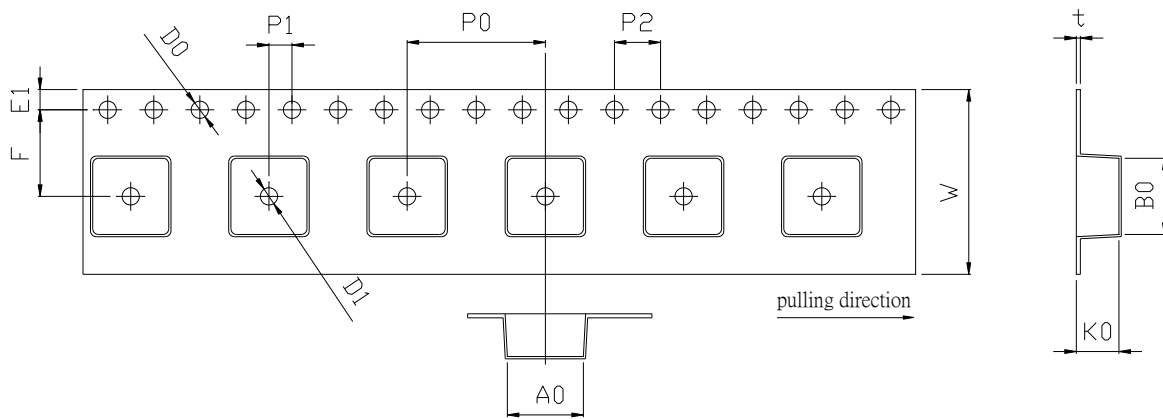 P1
P0
P2
t
D0
E1
F
W
B0
D1
pulling direction
K0
A0